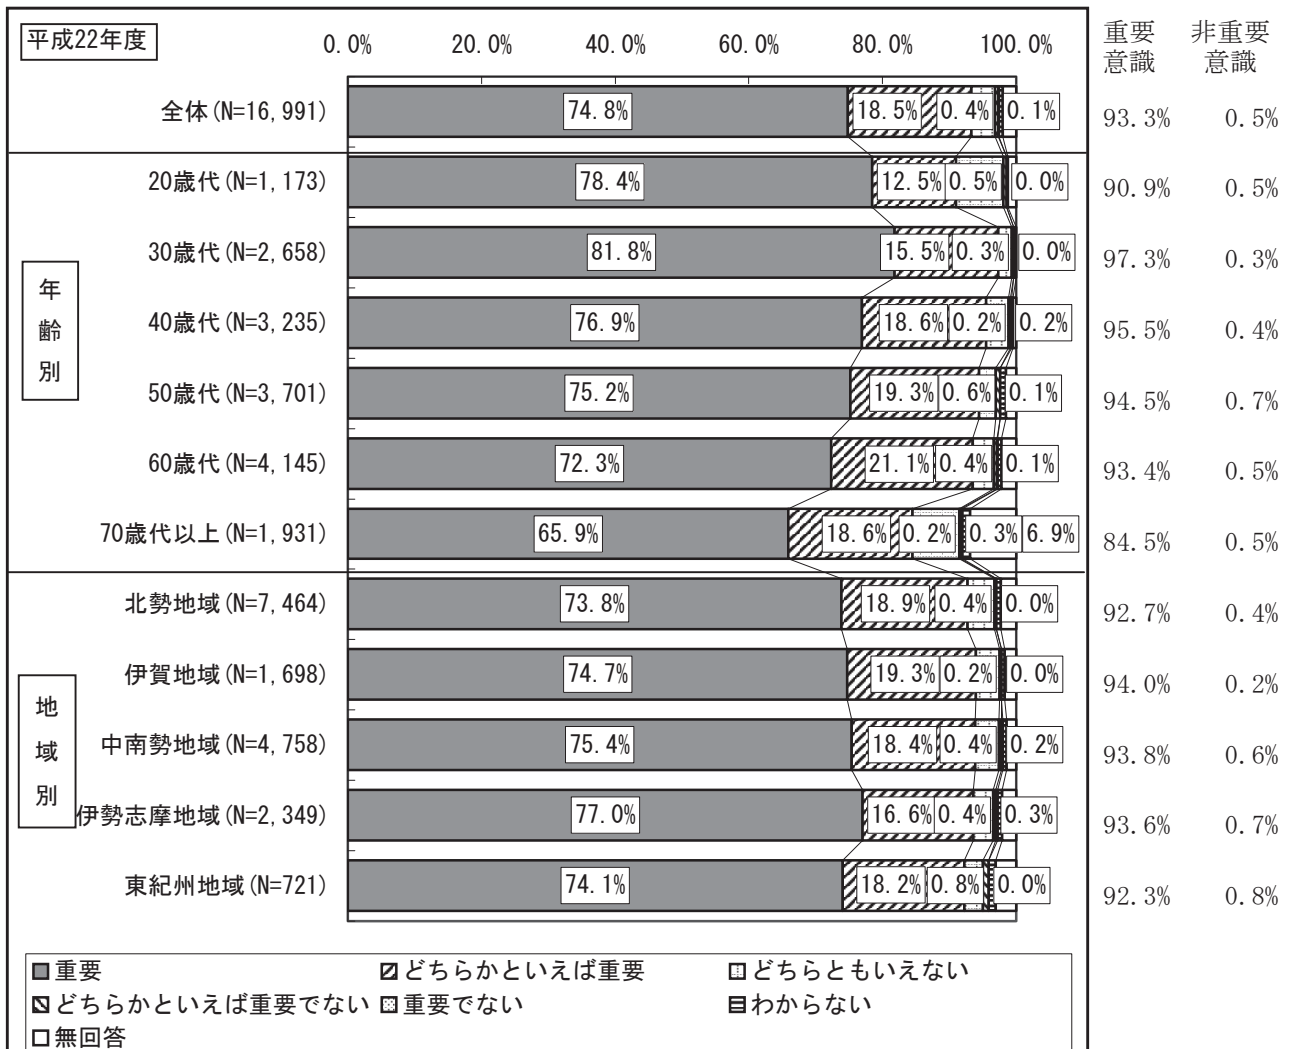 平成22年度
0.0% 20.0% 40.0% 60.0% 80.0% 100.0%
重要意識 非重要意識
全体(N=16,991) 74.8% 18.5% 0.4% 0.1% 93.3% 0.5%
年齢別
20歳代(N=1,173) 78.4% 12.5% 0.5% 0.0% 90.9% 0.5%
30歳代(N=2,658) 81.8% 15.5% 0.3% 0.0% 97.3% 0.3%
40歳代(N=3,235) 76.9% 18.6% 0.2% 0.2% 95.5% 0.4%
50歳代(N=3,701) 75.2% 19.3% 0.6% 0.1% 94.5% 0.7%
60歳代(N=4,145) 72.3% 21.1% 0.4% 0.1% 93.4% 0.5%
70歳代以上(N=1,931) 65.9% 18.6% 0.2% 0.3% 6.9% 84.5% 0.5%
地域別
北勢地域(N=7,464) 73.8% 18.9% 0.4% 0.0% 92.7% 0.4%
伊賀地域(N=1,698) 74.7% 19.3% 0.2% 0.0% 94.0% 0.2%
中南勢地域(N=4,758) 75.4% 18.4% 0.4% 0.2% 93.8% 0.6%
伊勢志摩地域(N=2,349) 77.0% 16.6% 0.4% 0.3% 93.6% 0.7%
東紀州地域(N=721) 74.1% 18.2% 0.8% 0.0% 92.3% 0.8%
重要 どちらかといえば重要 どちらともいえない
どちらかといえば重要でない 重要でない わからない
無回答